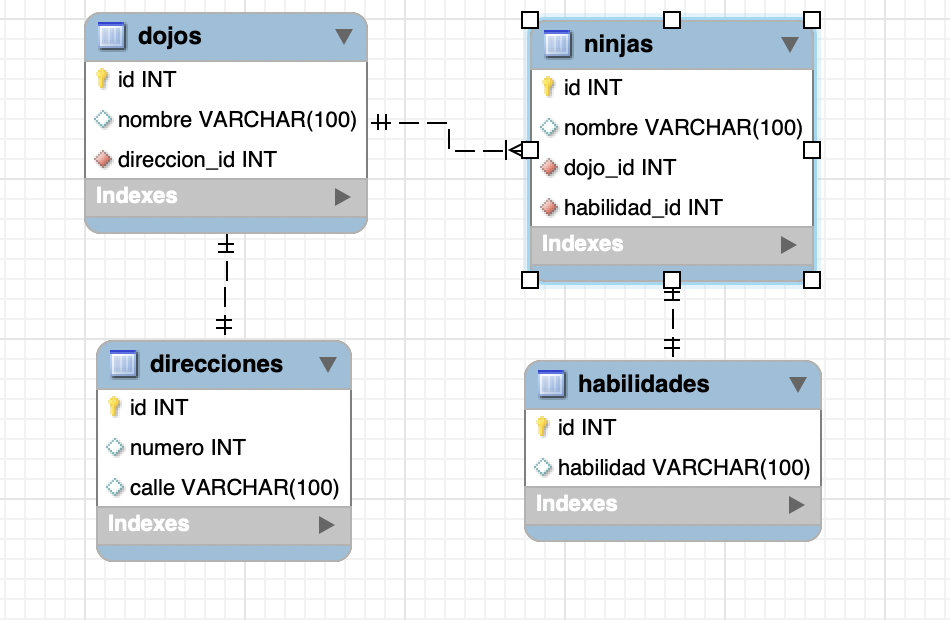 dojos
id INT
nombre VARCHAR(100)
direccion_id INT
Indexes
ninjas
id INT
nombre VARCHAR(100)
dojo_id INT
habilidad_id INT
Indexes
direcciones
id INT
numero INT
calle VARCHAR(100)
Indexes
habilidades
id INT
habilidad VARCHAR(100)
Indexes